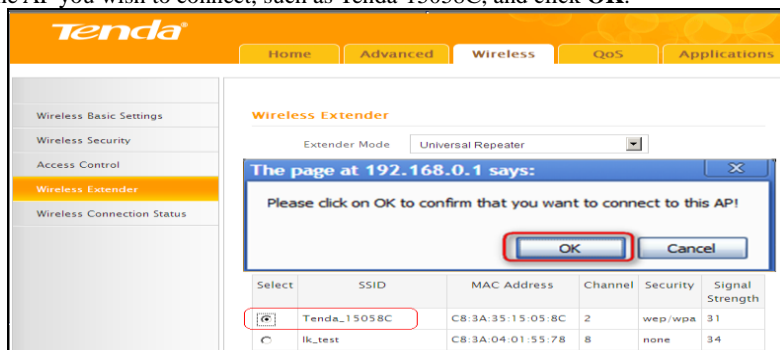 e AP you wish to connect, such as Tenda 15058C, and click OK.
Tenda
Home Advanced Wireless QoS Applications
Wireless Basic Settings
Wireless Security
Access Control
Wireless Extender
Wireless Connection Status
Wireless Extender
Extender Mode Universal Repeater
The page at 192.168.0.1 says:
Please click on OK to confirm that you want to connect to this AP!
OK Cancel
Select SSID MAC Address Channel Security Signal Strength
Tenda_15058C C8:3A:35:15:05:8C 2 wep/wpa 31
lk_test C8:3A:04:01:55:78 8 none 34